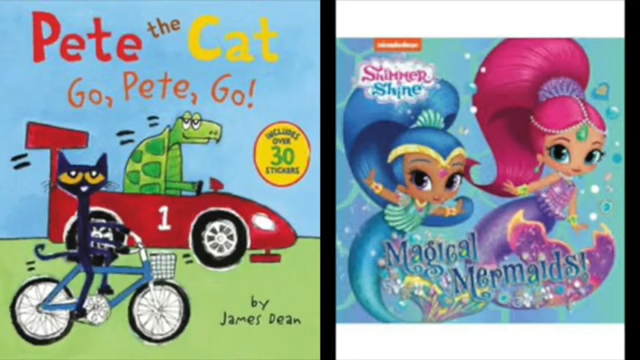 Pete the Cat
Go, Pete, Go!
INCLUDES
OVER
30
STICKERS
1
by
James Dean
nickelodeon
Shimmer
and
Shine
Magical
Mermaids!